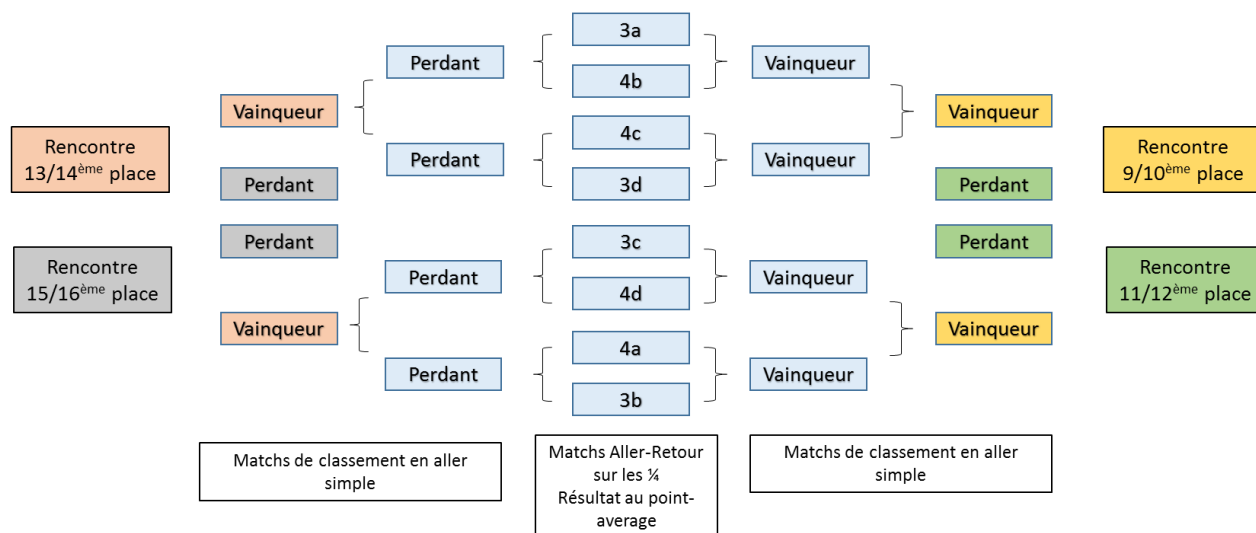 3a
Perdant
Vainqueur
4b
Vainqueur
Vainqueur
Rencontre
13/14ème place
4c
Rencontre
9/10ème place
Perdant
Vainqueur
Perdant
3d
Perdant
Perdant
3c
Perdant
Rencontre
15/16ème place
Perdant
Vainqueur
Rencontre
11/12ème place
4d
Vainqueur
Vainqueur
4a
Perdant
Vainqueur
3b
Matchs de classement en aller
simple
Matchs Aller-Retour
sur les ¼
Résultat au point-
average
Matchs de classement en aller
simple